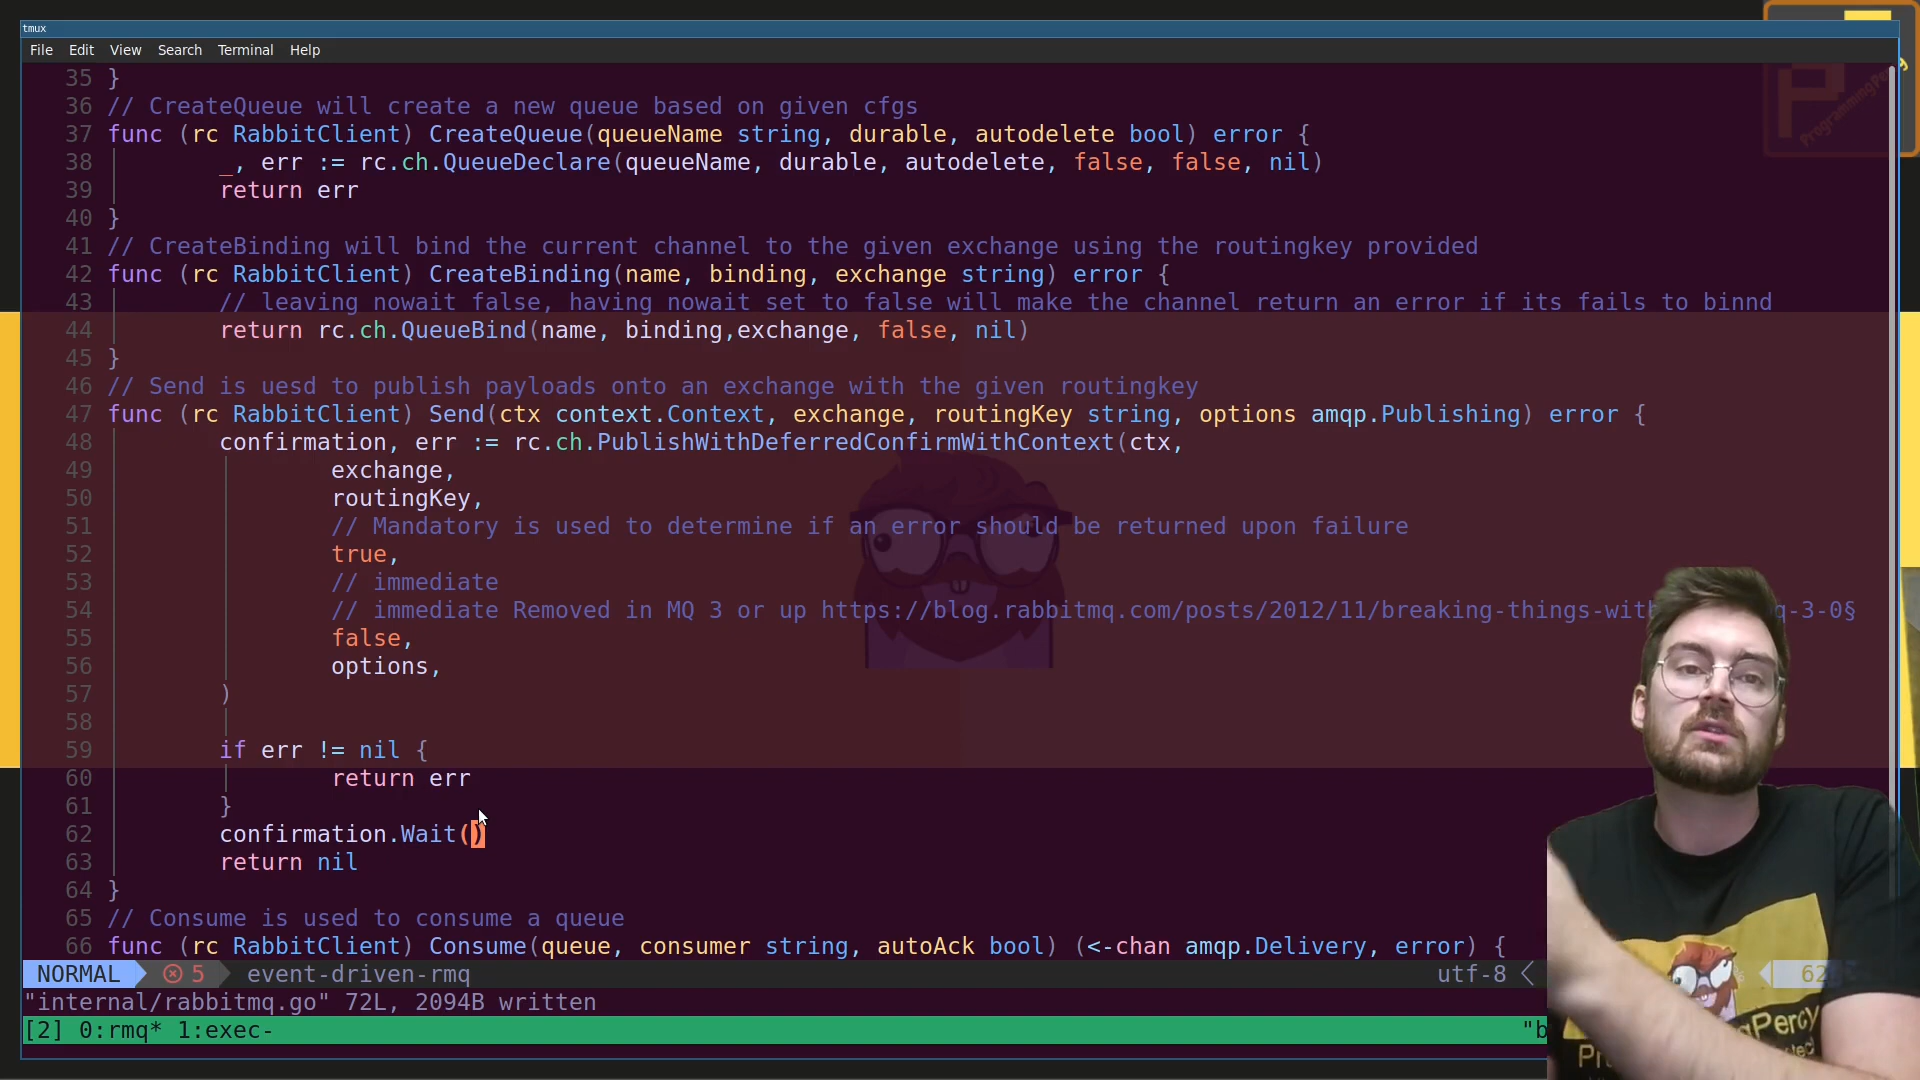 tmux
File Edit View Search Terminal Help
35 }
36 // CreateQueue will create a new queue based on given cfgs
37 func (rc RabbitClient) CreateQueue(queueName string, durable, autodelete bool) error {
38 _, err := rc.ch.QueueDeclare(queueName, durable, autodelete, false, false, nil)
39 return err
40 }
41 // CreateBinding will bind the current channel to the given exchange using the routingkey provided
42 func (rc RabbitClient) CreateBinding(name, binding, exchange string) error {
43 // leaving nowait false, having nowait set to false will make the channel return an error if its fails to binnd
44 return rc.ch.QueueBind(name, binding,exchange, false, nil)
45 }
46 // Send is uesd to publish payloads onto an exchange with the given routingkey
47 func (rc RabbitClient) Send(ctx context.Context, exchange, routingKey string, options amqp.Publishing) error {
48 confirmation, err := rc.ch.PublishWithDeferredConfirmWithContext(ctx,
49 exchange,
50 routingKey,
51 // Mandatory is used to determine if an error should be returned upon failure
52 true,
53 // immediate
54 // immediate Removed in MQ 3 or up https://blog.rabbitmq.com/posts/2012/11/breaking-things-with q-3-0§
55 false,
56 options,
57 )
58
59 if err != nil {
60 return err
61 }
62 confirmation.Wait()
63 return nil
64 }
65 // Consume is used to consume a queue
66 func (rc RabbitClient) Consume(queue, consumer string, autoAck bool) (<-chan amqp.Delivery, error) {
NORMAL 5 event-driven-rmq utf-8 62
"internal/rabbitmq.go" 72L, 2094B written
[2] 0:rmq* 1:exec- "b